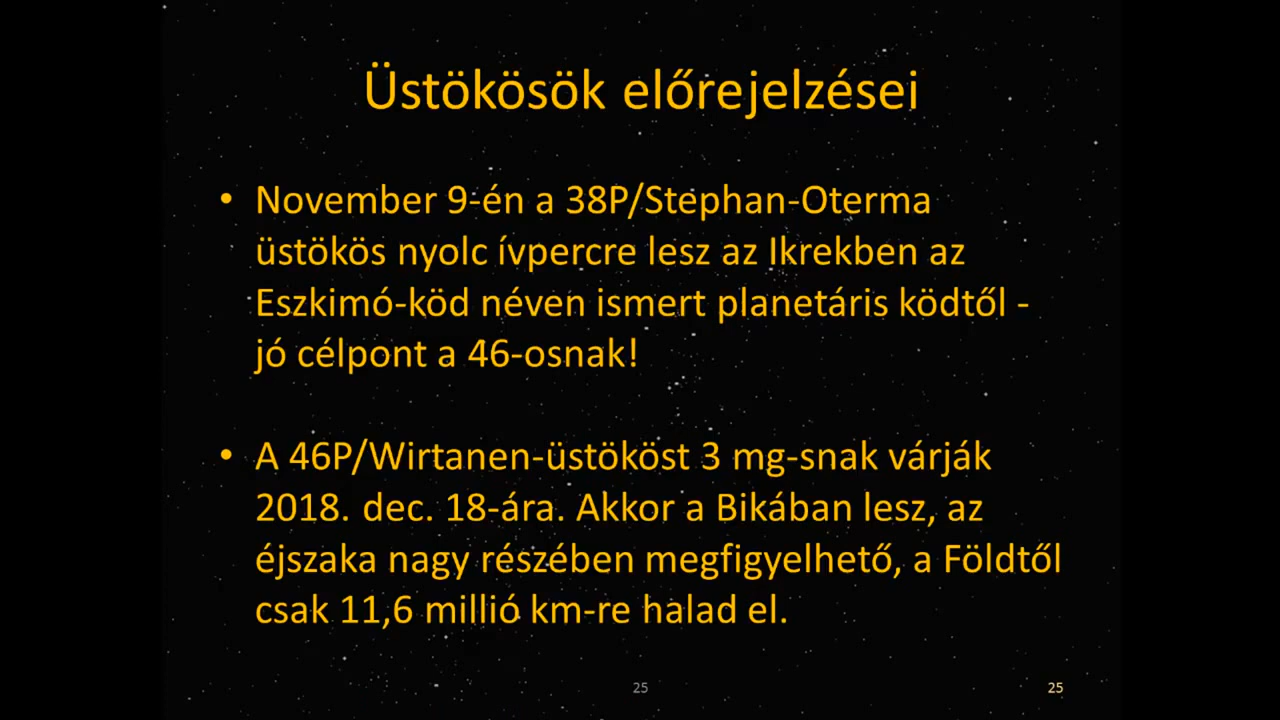 Üstökösök előrejelzései
• November 9-én a 38P/Stephan-Oterma
üstökös nyolc ívpercre lesz az Ikrekben az
Eszkimó-köd néven ismert planetáris ködtől -
jó célpont a 46-osnak!
• A 46P/Wirtanen-üstököst 3 mg-snak várják
2018. dec. 18-ára. Akkor a Bikában lesz, az
éjszaka nagy részében megfigyelhető, a Földtől
csak 11,6 millió km-re halad el.
25
25